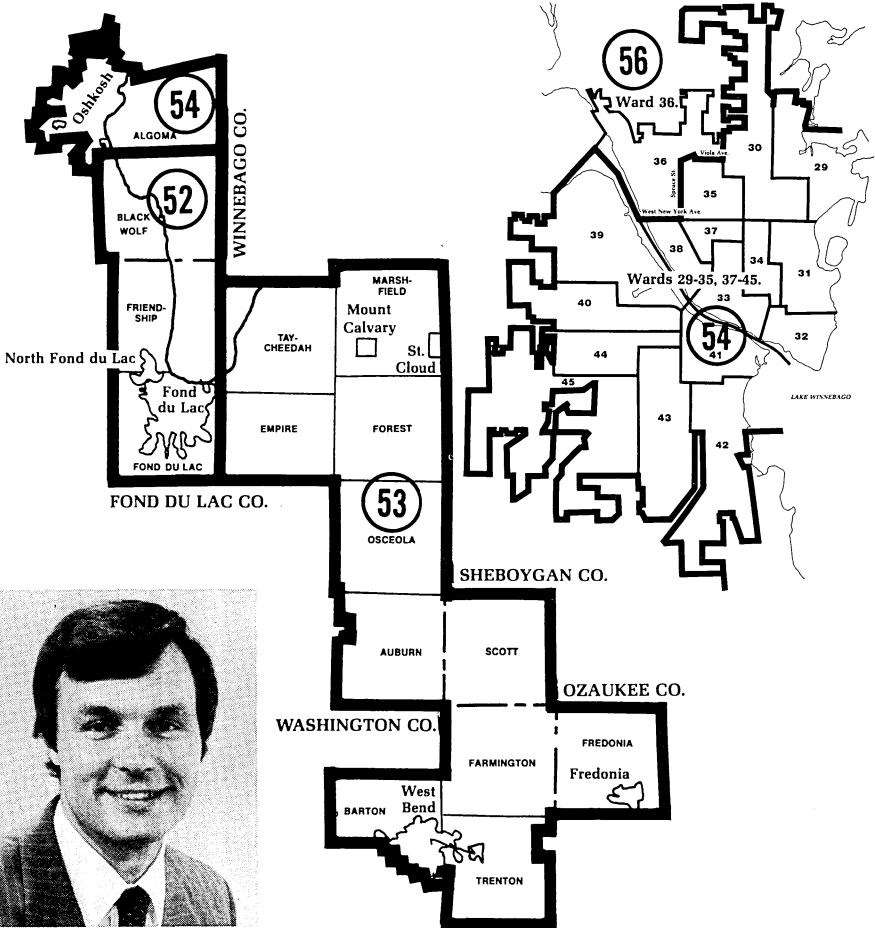 Oshkosh
54
ALGOMA
WINNEBAGO CO.
52
BLACK
WOLF
FRIEND-
SHIP
North Fond du Lac
Fond
du Lac
FOND DU LAC
FOND DU LAC CO.
TAY-
CHEEDAH
MARSH-
FIELD
Mount
Calvary
St.
Cloud
EMPIRE
FOREST
53
OSCEOLA
SHEBOYGAN CO.
AUBURN
SCOTT
OZAUKEE CO.
WASHINGTON CO.
FARMINGTON
FREDONIA
Fredonia
BARTON
West
Bend
TRENTON
56
Ward 36.
36
Viola Ave.
30
29
Spruce St.
35
West New York Ave.
39
38
37
34
31
Wards 29-35, 37-45.
40
33
54
32
41
44
45
43
42
LAKE WINNEBAGO